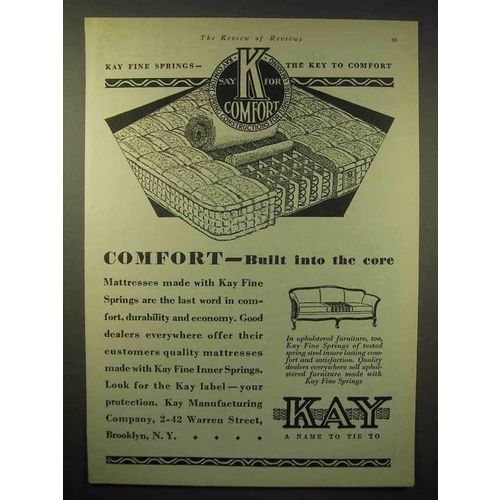 The Review of Reviews 93
KAY FINE SPRINGS— THE KEY TO COMFORT
SAY K FOR
COMFORT
COMFORT—Built into the core
Mattresses made with Kay Fine
Springs are the last word in com-
fort, durability and economy. Good
dealers everywhere offer their
customers quality mattresses
made with Kay Fine Inner Springs.
Look for the Kay label—your
protection. Kay Manufacturing
Company, 2-42 Warren Street,
Brooklyn, N. Y.
In upholstered furniture, too,
Kay Fine Springs of tested
spring steel insure lasting com-
fort and satisfaction. Quality
dealers everywhere sell uphol-
stered furniture made with
Kay Fine Springs
KAY
A NAME TO TIE TO